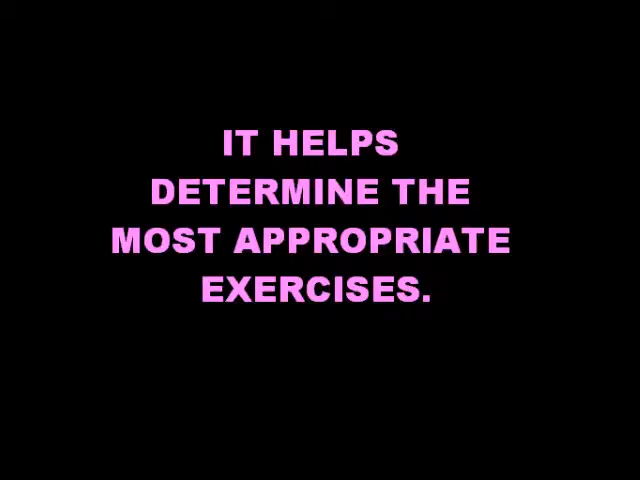 IT HELPS
DETERMINE THE
MOST APPROPRIATE
EXERCISES.